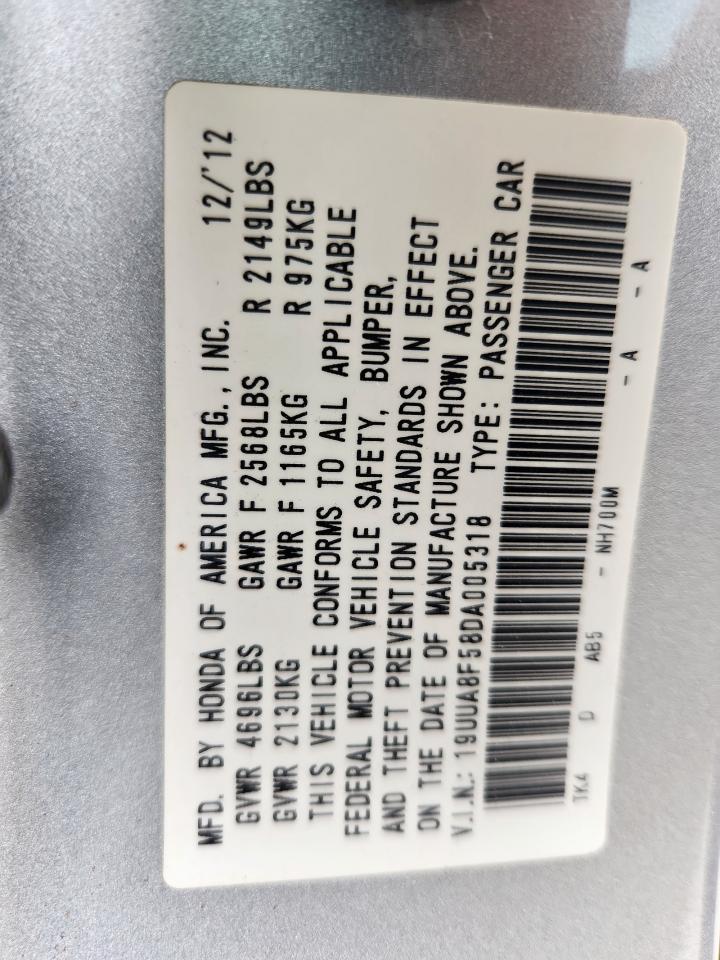 MFD. BY HONDA OF AMERICA MFG., INC. 12/'12
GVWR 4696LBS GAWR F 2568LBS R 2149LBS
GVWR 2130KG GAWR F 1165KG R 975KG
THIS VEHICLE CONFORMS TO ALL APPLICABLE
FEDERAL MOTOR VEHICLE SAFETY, BUMPER,
AND THEFT PREVENTION STANDARDS IN EFFECT
ON THE DATE OF MANUFACTURE SHOWN ABOVE.
V.I.N.: 19UUA8F58DA005318 TYPE: PASSENGER CAR
TK4 D AB5 - NH700M - A - A